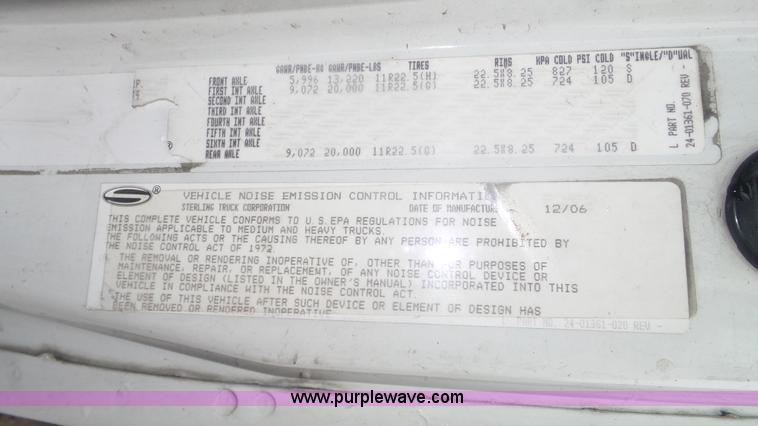 GAWR/PNBE-KG GAWR/PNBE-LBS TIRES RIMS KPA COLD PSI COLD "S"INGLE/"D"UAL
FRONT AXLE 5,996 13,220 11R22.5(H) 22.5X8.25 827 120 S
FIRST INT AXLE 9,072 20,000 11R22.5(G) 22.5X8.25 724 105 D
SECOND INT AXLE
THIRD INT AXLE
FOURTH INT AXLE
FIFTH INT AXLE
SIXTH INT AXLE
REAR AXLE 9,072 20,000 11R22.5(G) 22.5X8.25 724 105 D
L PART NO.
24-01361-070 REV -
S® VEHICLE NOISE EMISSION CONTROL INFORMATI
STERLING TRUCK CORPORATION DATE OF MANUFACTURE 12/06
THIS COMPLETE VEHICLE CONFORMS TO U.S.EPA REGULATIONS FOR NOISE
EMISSION APPLICABLE TO MEDIUM AND HEAVY TRUCKS.
THE FOLLOWING ACTS OR THE CAUSING THEREOF BY ANY PERSON ARE PROHIBITED BY
THE NOISE CONTROL ACT OF 1972.
THE REMOVAL OR RENDERING INOPERATIVE OF, OTHER THAN FOR PURPOSES OF
MAINTENANCE, REPAIR, OR REPLACEMENT, OF ANY NOISE CONTROL DEVICE OR
ELEMENT OF DESIGN (LISTED IN THE OWNER'S MANUAL) INCORPORATED INTO THIS
VEHICLE IN COMPLIANCE WITH THE NOISE CONTROL ACT.
THE USE OF THIS VEHICLE AFTER SUCH DEVICE OR ELEMENT OF DESIGN HAS
BEEN REMOVED OR RENDERED INOPERATIVE.
L PART NO. 24-01361-020 REV -
www.purplewave.com